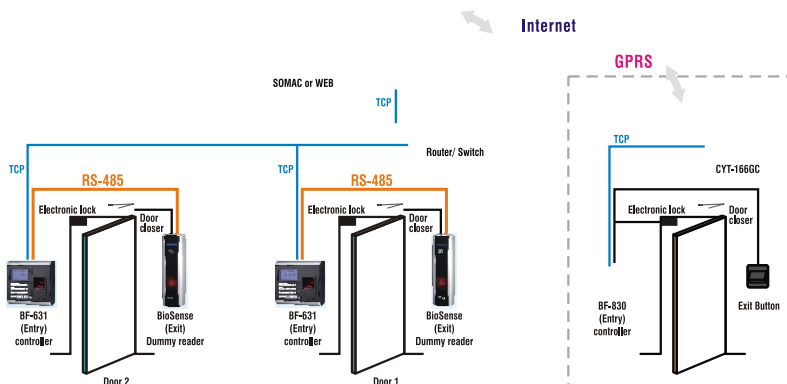 Internet
GPRS
SOMAC or WEB
TCP
TCP
Router/ Switch
TCP
TCP
CYT-166GC
RS-485
RS-485
Electronic lock
Door
closer
Electronic lock
Door
closer
Electronic lock
Door
closer
BF-631
(Entry)
controller
BioSense
(Exit)
Dummy reader
BF-631
(Entry)
controller
BioSense
(Exit)
Dummy reader
BF-830
(Entry)
controller
Exit Button
Door 2
Door 1